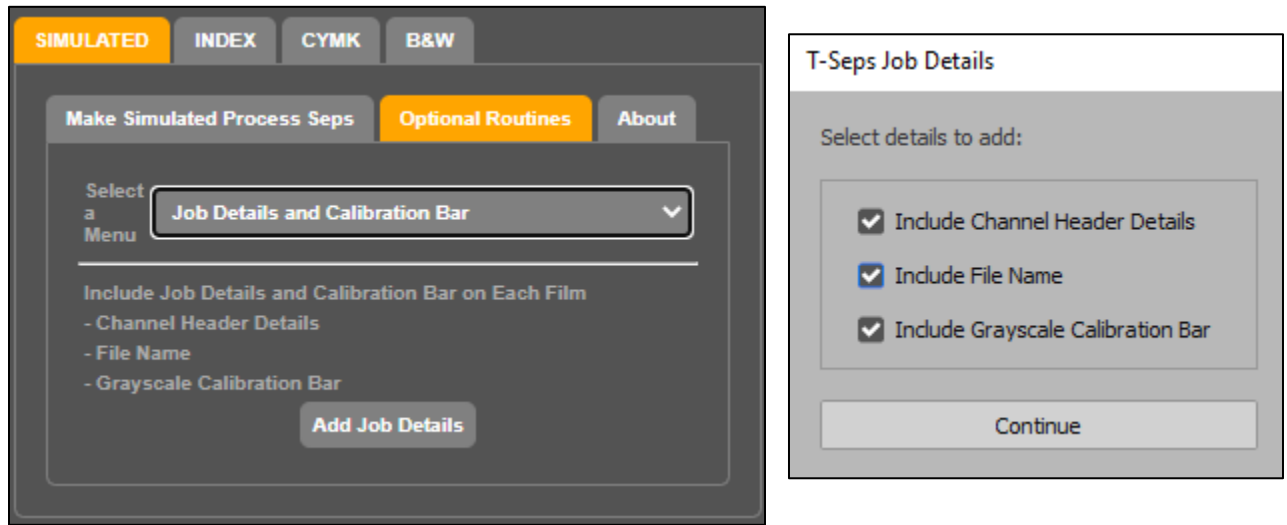 SIMULATED INDEX CYMK B&W
Make Simulated Process Seps Optional Routines About
Select
a
Menu
Job Details and Calibration Bar
Include Job Details and Calibration Bar on Each Film
- Channel Header Details
- File Name
- Grayscale Calibration Bar
Add Job Details
T-Seps Job Details
Select details to add:
Include Channel Header Details
Include File Name
Include Grayscale Calibration Bar
Continue